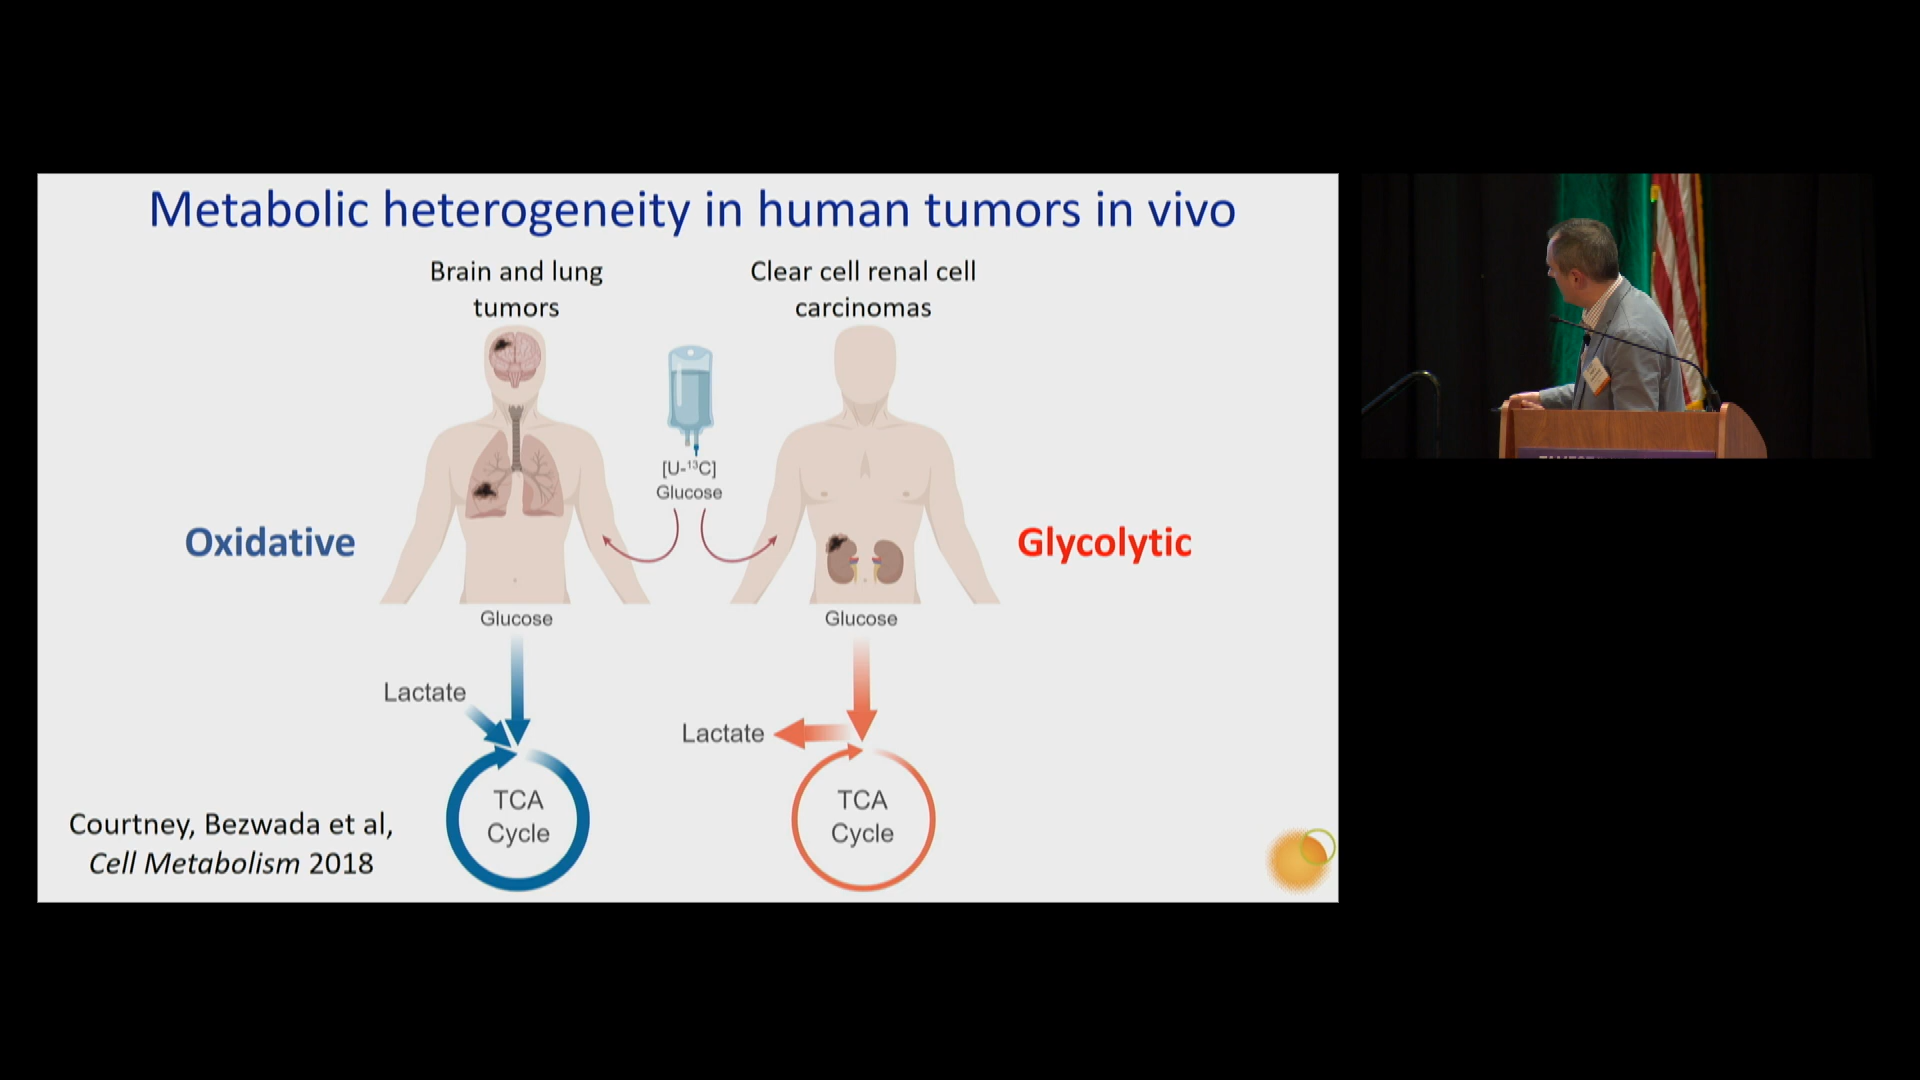 Metabolic heterogeneity in human tumors in vivo
Brain and lung
tumors
Clear cell renal cell
carcinomas
[U-¹³C]
Glucose
Oxidative
Glycolytic
Glucose
Glucose
Lactate
Lactate
TCA
Cycle
TCA
Cycle
Courtney, Bezwada et al,
Cell Metabolism 2018